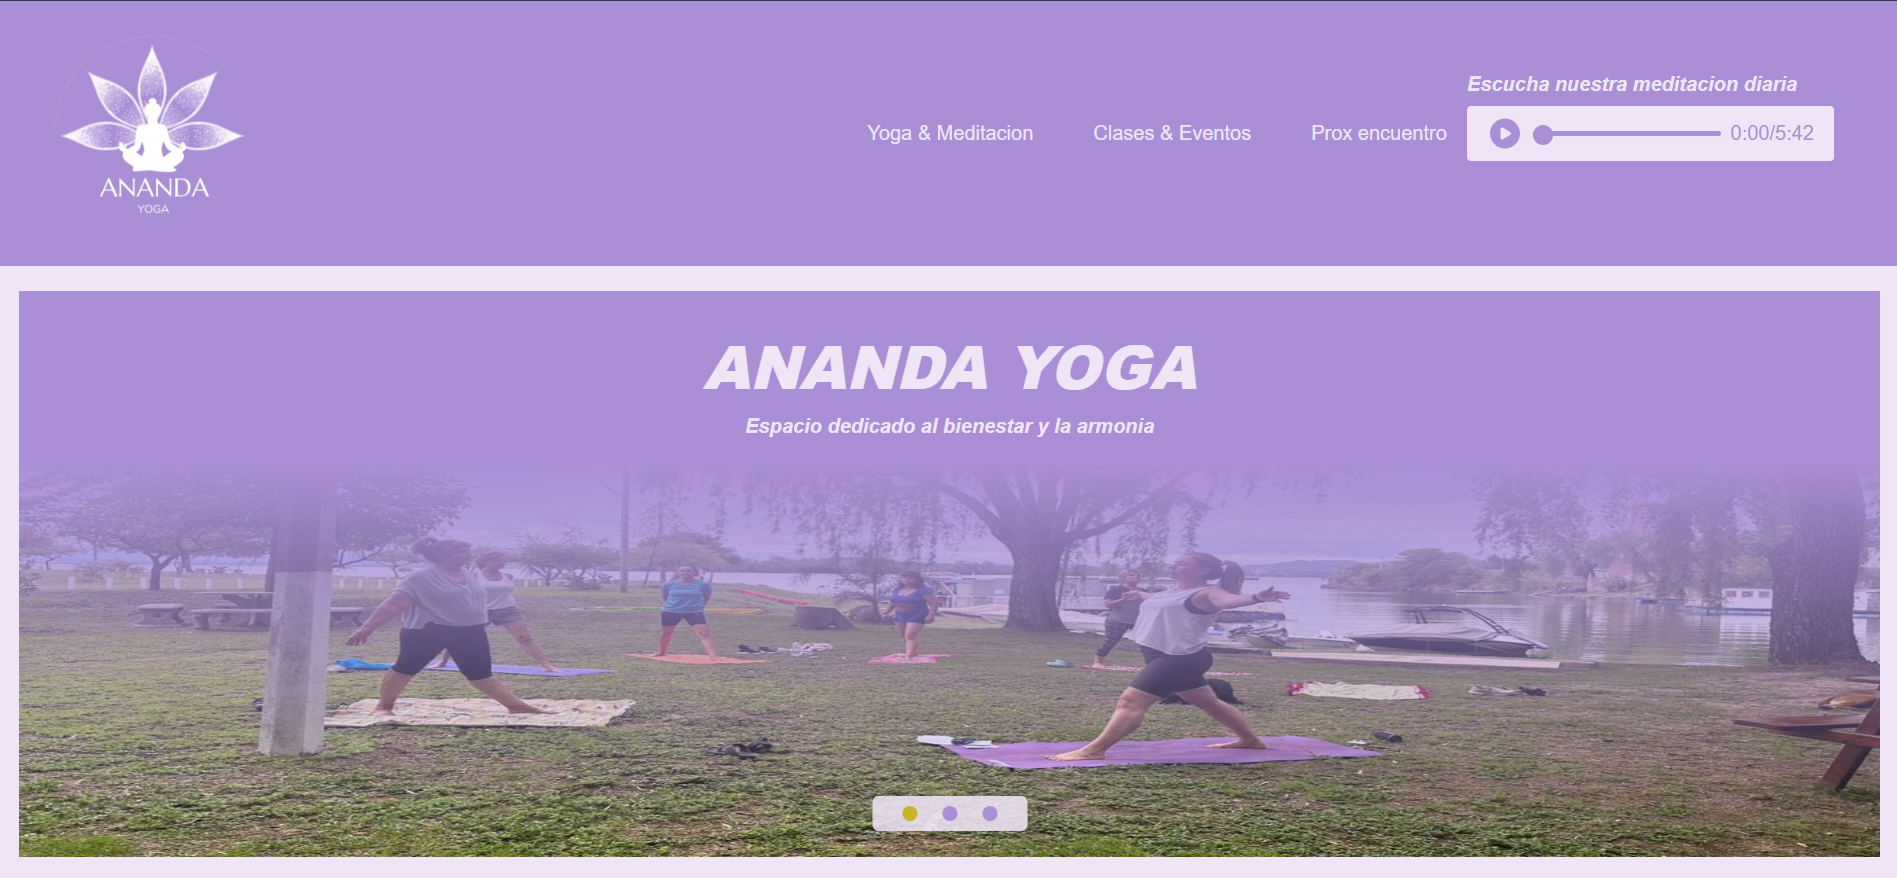 ANANDA
YOGA
Yoga & Meditacion
Clases & Eventos
Prox encuentro
Escucha nuestra meditacion diaria
0:00/5:42
ANANDA YOGA
Espacio dedicado al bienestar y la armonia